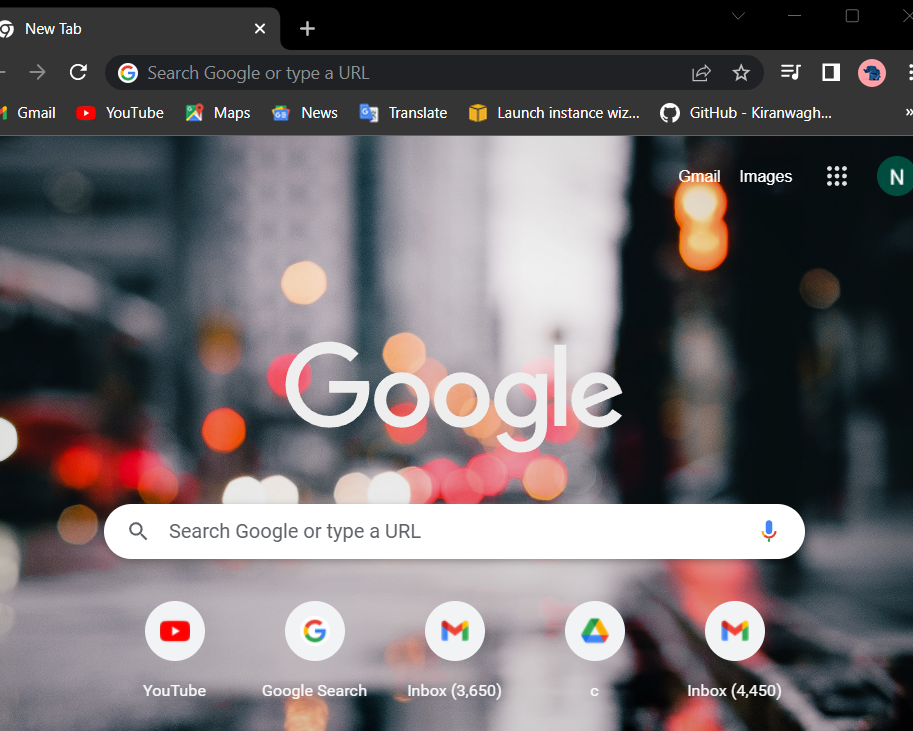 New Tab
Search Google or type a URL
Gmail YouTube Maps News Translate Launch instance wiz... GitHub - Kiranwagh... »
Gmail Images N
Google
Search Google or type a URL
YouTube Google Search Inbox (3,650) c Inbox (4,450)